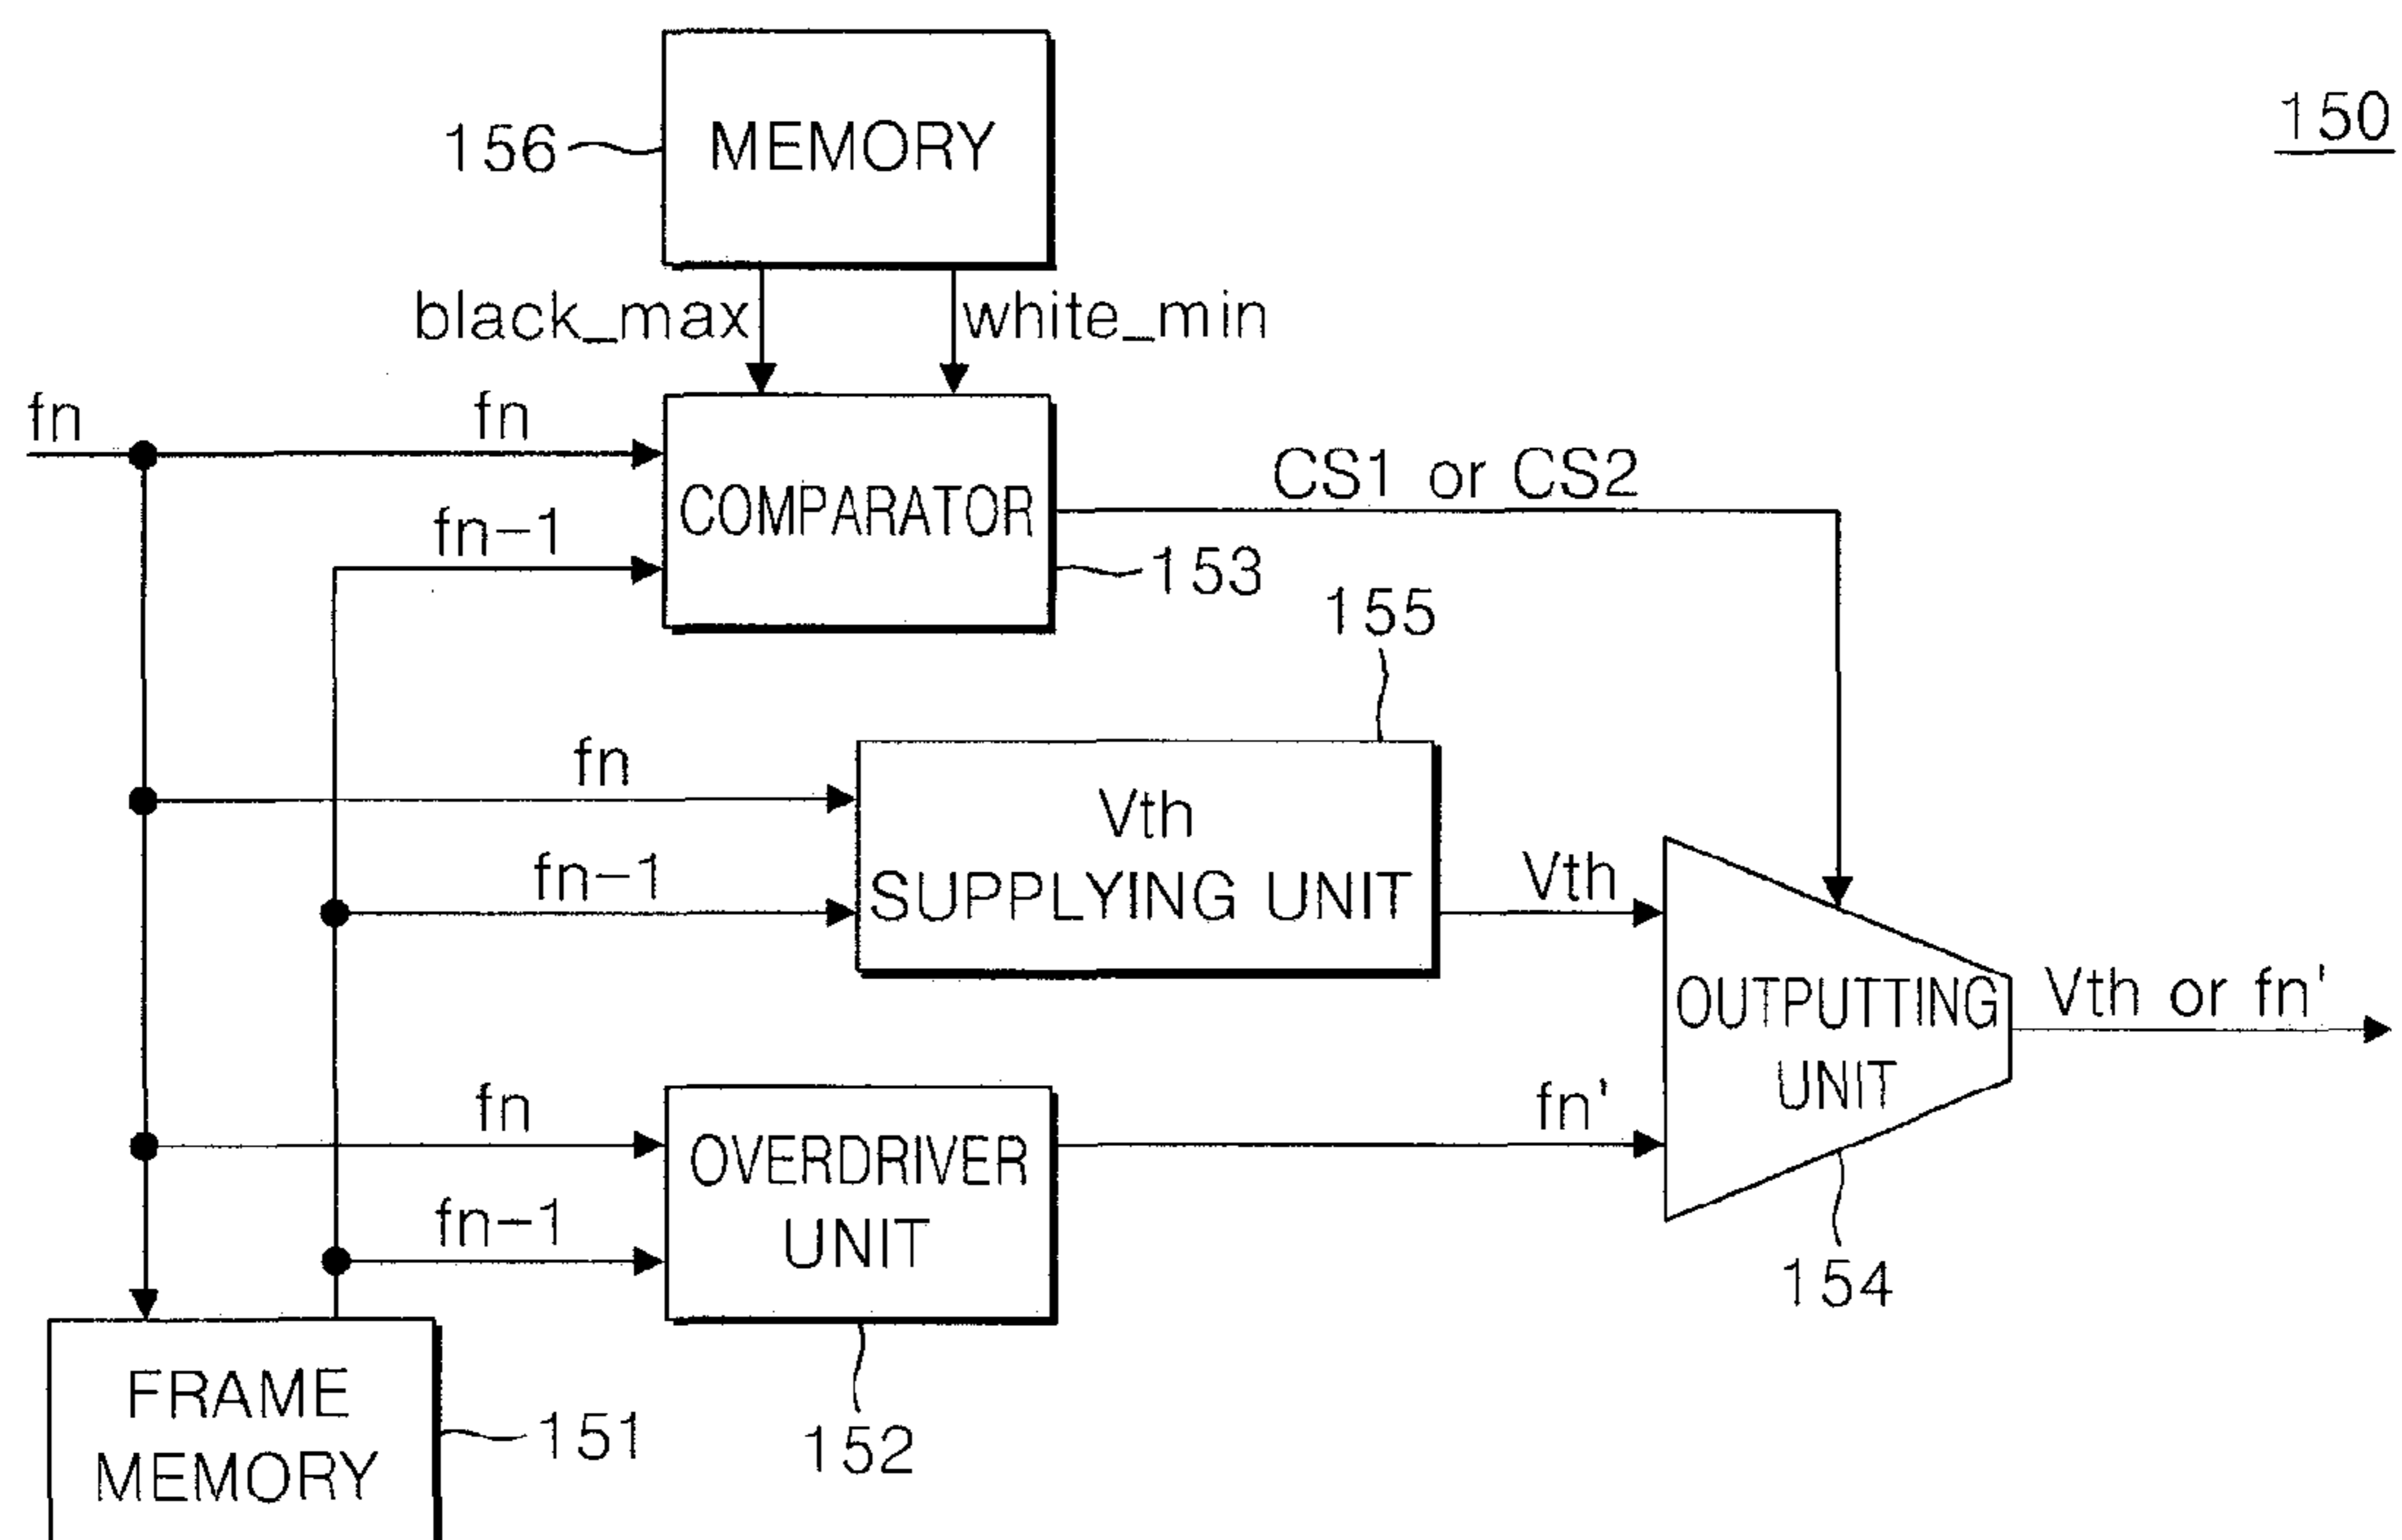 150
156
MEMORY
black_max
white_min
fn
fn
CS1 or CS2
fn-1
COMPARATOR
153
155
fn
Vth
SUPPLYING UNIT
fn-1
Vth
OUTPUTTING
UNIT
Vth or fn'
fn
OVERDRIVER
UNIT
fn'
fn-1
154
FRAME
MEMORY
151
152